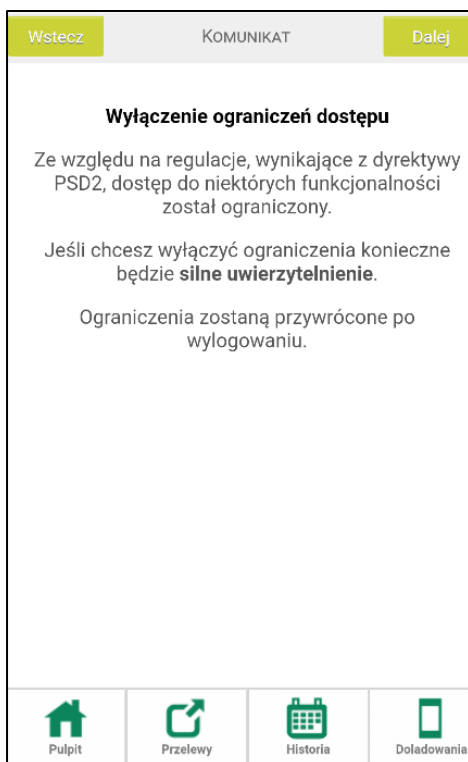 Wstecz KOMUNIKAT Dalej
Wyłączenie ograniczeń dostępu
Ze względu na regulacje, wynikające z dyrektywy
PSD2, dostęp do niektórych funkcjonalności
został ograniczony.
Jeśli chcesz wyłączyć ograniczenia konieczne
będzie silne uwierzytelnienie.
Ograniczenia zostaną przywrócone po
wylogowaniu.
Pulpit Przelewy Historia Doladowania